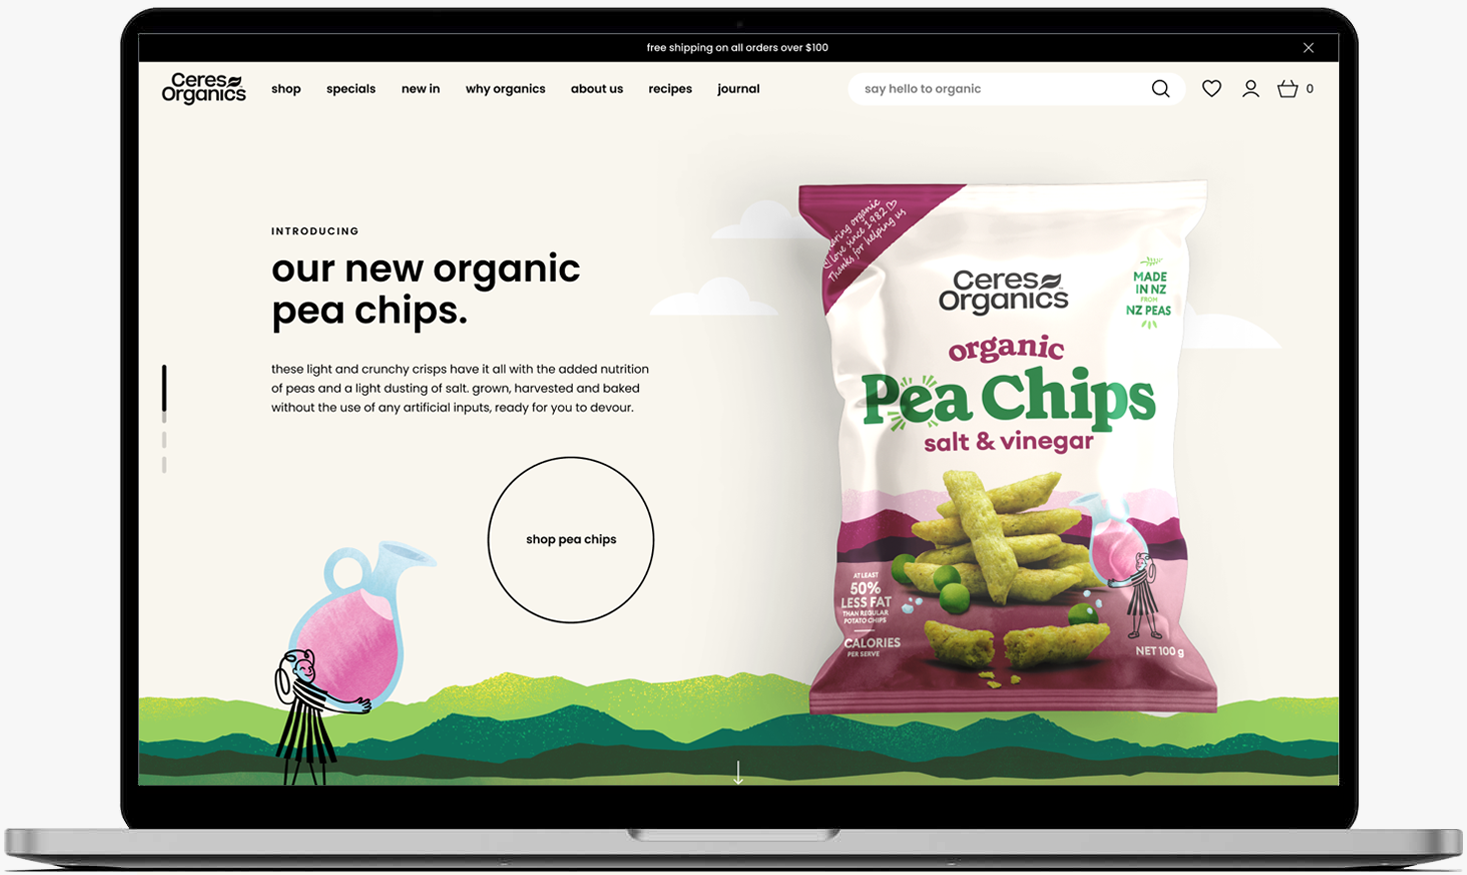 free shipping on all orders over $100
Ceres
Organics
shop specials new in why organics about us recipes journal
say hello to organic
0
INTRODUCING
our new organic
pea chips.
these light and crunchy crisps have it all with the added nutrition
of peas and a light dusting of salt. grown, harvested and baked
without the use of any artificial inputs, ready for you to devour.
shop pea chips
organic
love since 1982
Thanks for helping us
Ceres
Organics
MADE
IN NZ
FROM
NZ PEAS
organic
Pea Chips
salt & vinegar
AT LEAST
50%
LESS FAT
THAN REGULAR
POTATO CHIPS
CALORIES
PER SERVE
NET 100 g